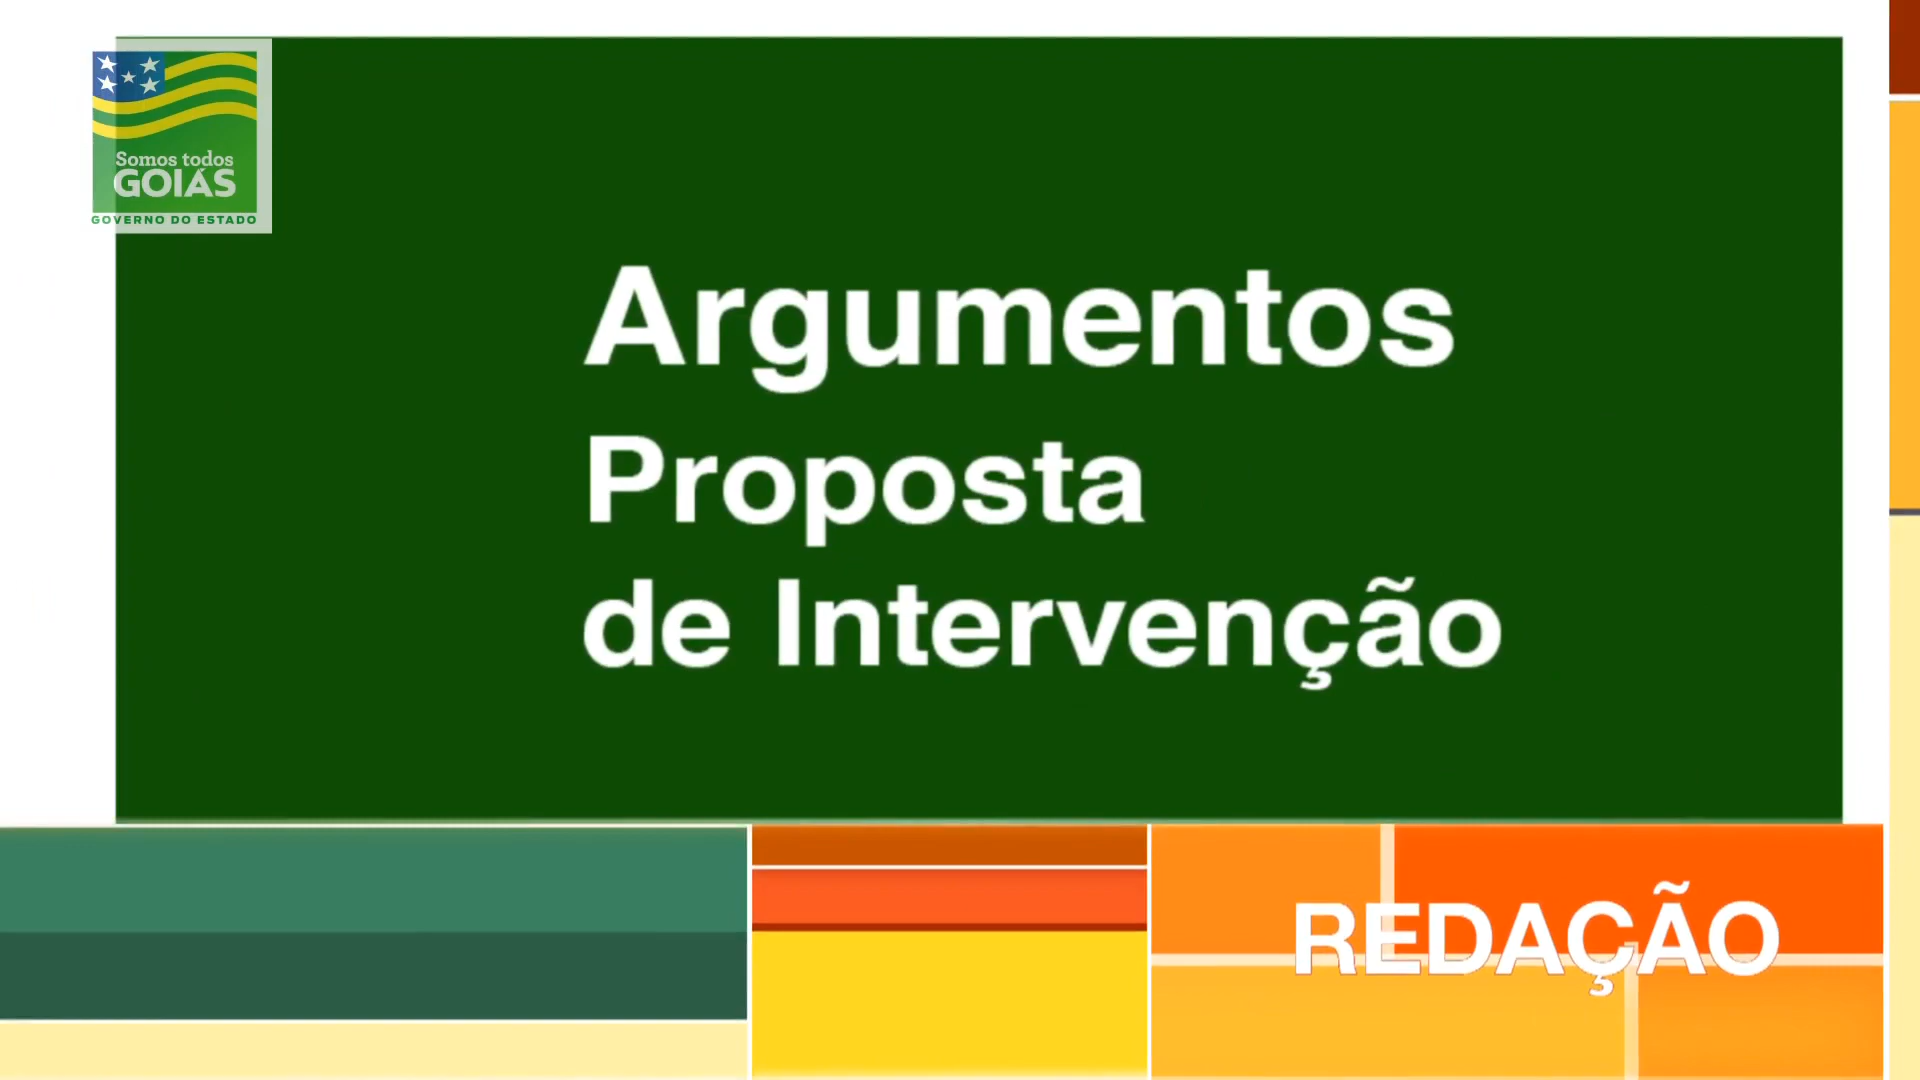 Somos todos
GOIÁS
GOVERNO DO ESTADO
Argumentos
Proposta
de Intervenção
REDAÇÃO